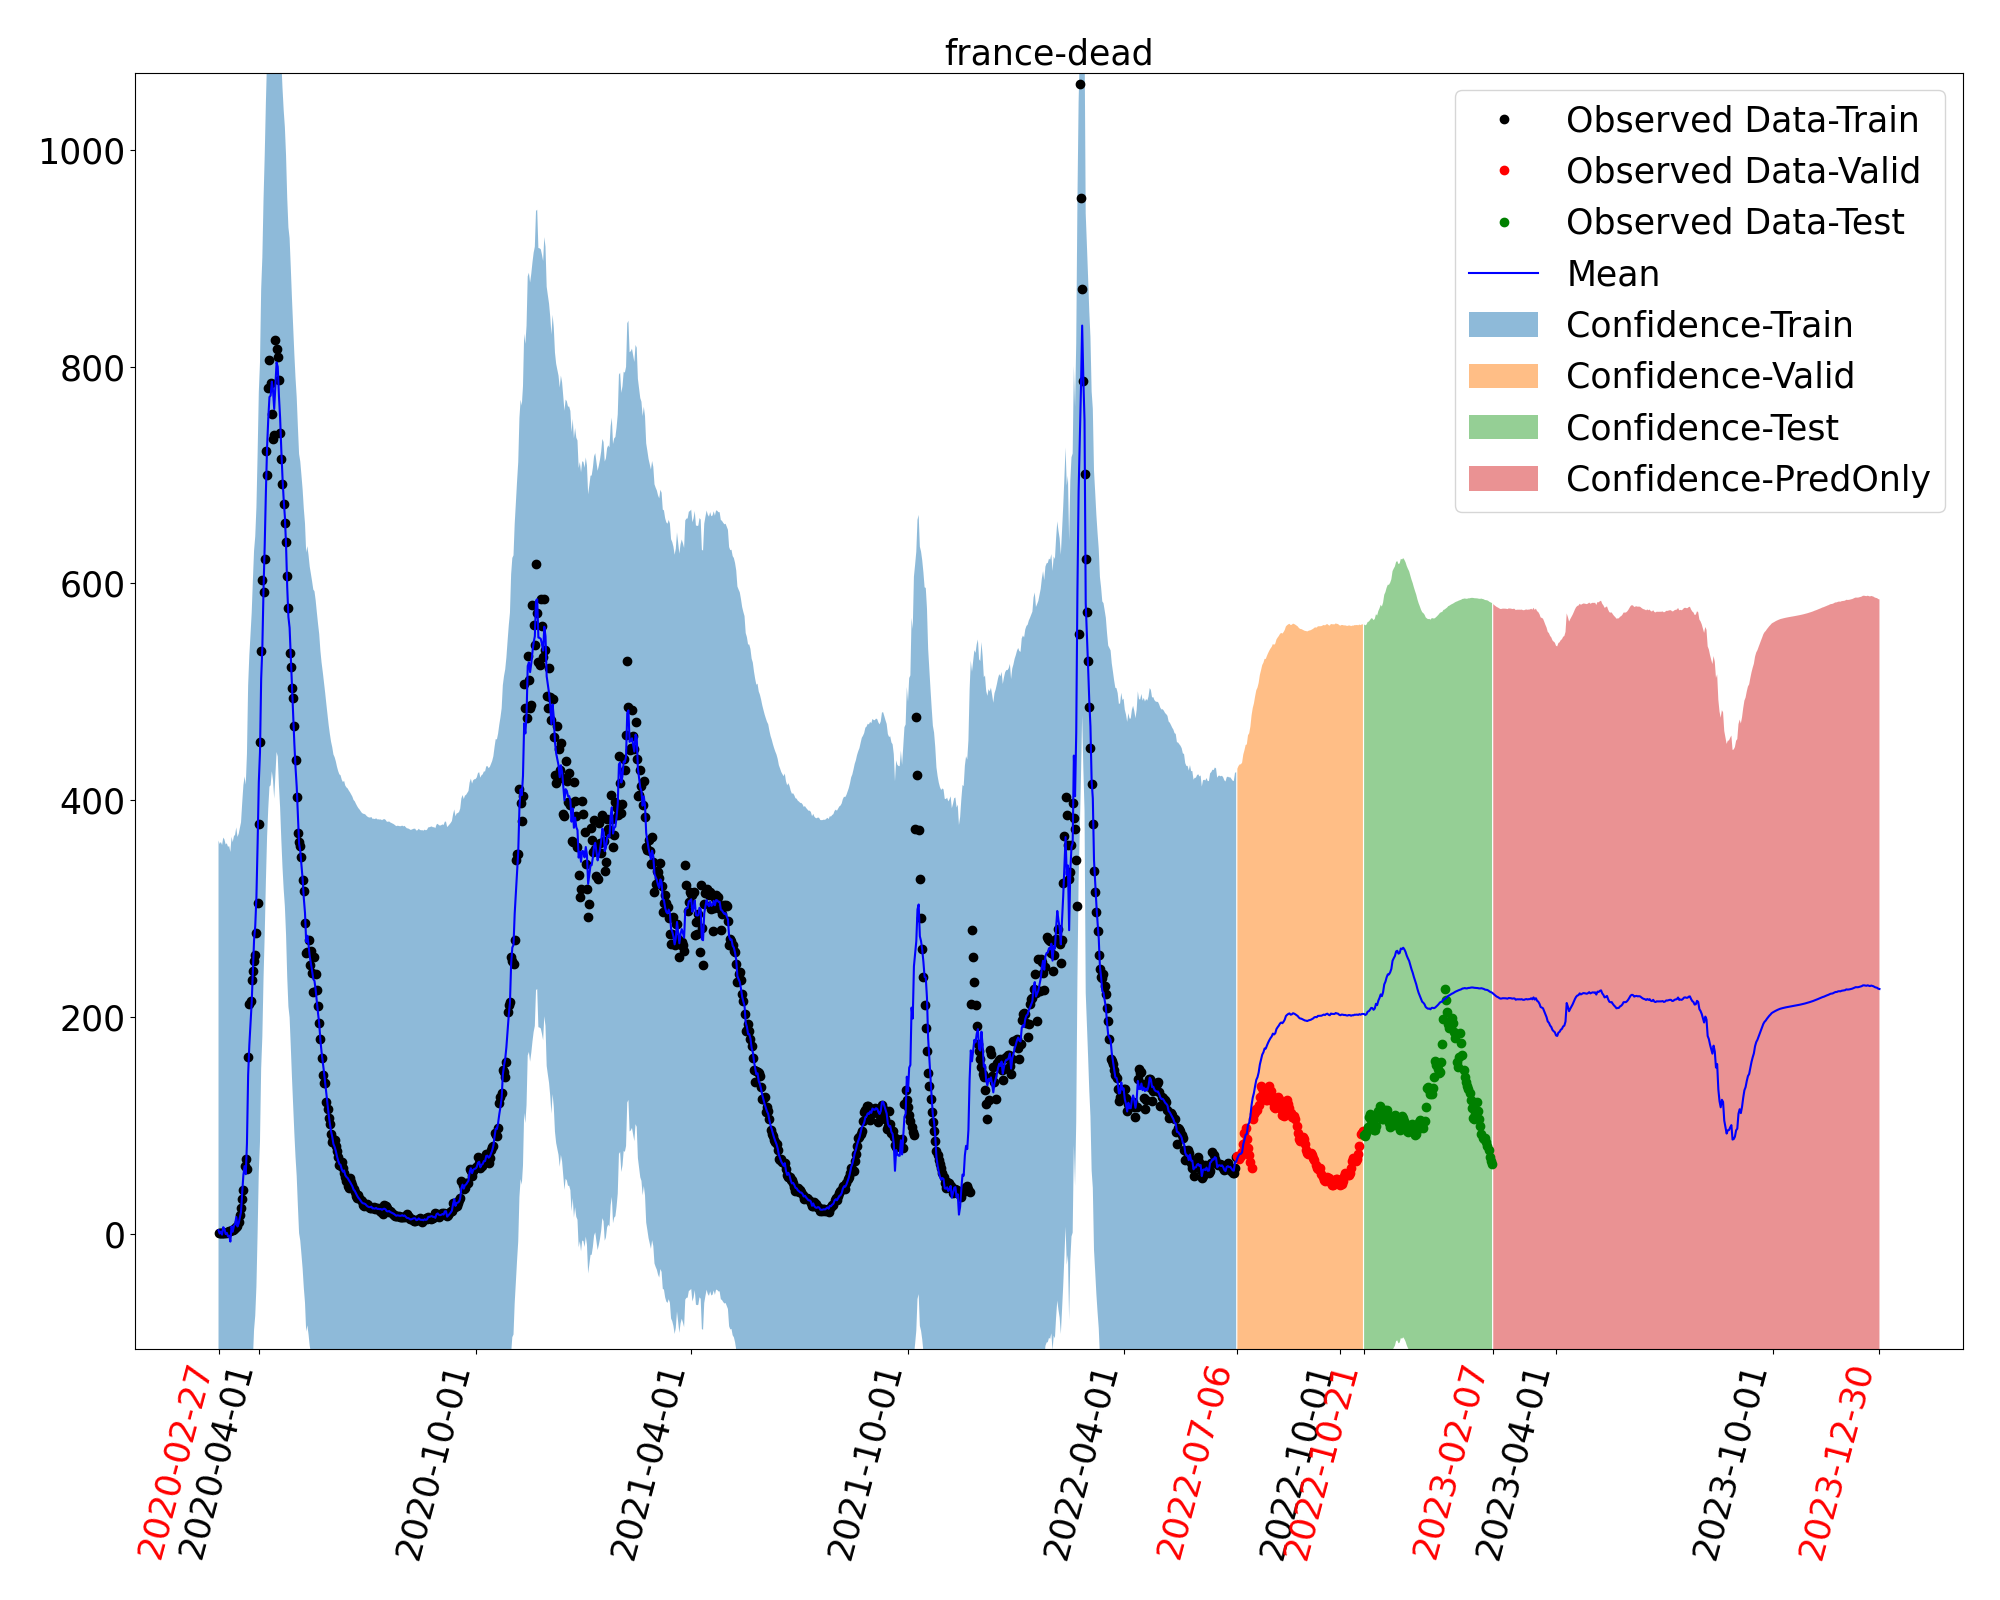 france-dead
Observed Data-Train
Observed Data-Valid
Observed Data-Test
Mean
Confidence-Train
Confidence-Valid
Confidence-Test
Confidence-PredOnly
1000
800
600
400
200
0
2020-02-27
2020-04-01
2020-10-01
2021-04-01
2021-10-01
2022-04-01
2022-07-06
2022-10-01
2022-10-21
2023-02-07
2023-04-01
2023-10-01
2023-12-30